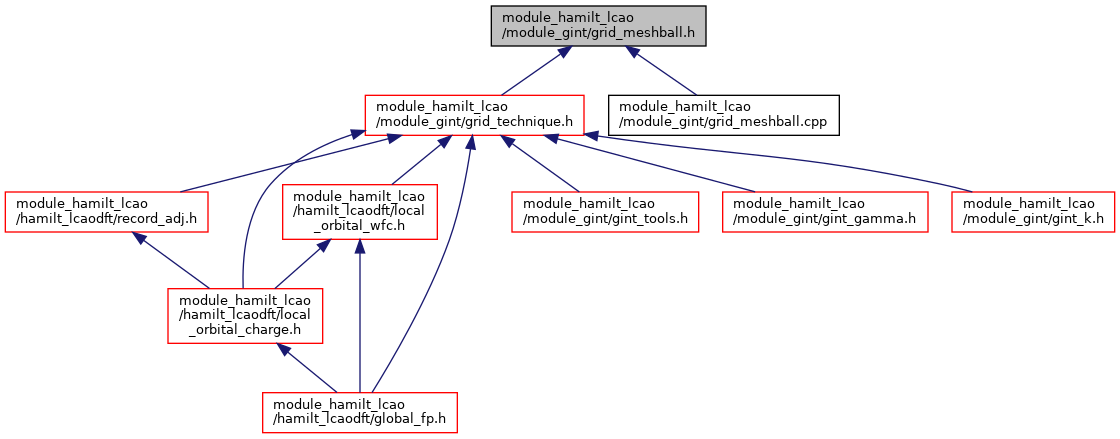 module_hamilt_lcao
/module_gint/grid_meshball.h
module_hamilt_lcao
/module_gint/grid_technique.h
module_hamilt_lcao
/module_gint/grid_meshball.cpp
module_hamilt_lcao
/hamilt_lcaodft/record_adj.h
module_hamilt_lcao
/hamilt_lcaodft/local
_orbital_wfc.h
module_hamilt_lcao
/module_gint/gint_tools.h
module_hamilt_lcao
/module_gint/gint_gamma.h
module_hamilt_lcao
/module_gint/gint_k.h
module_hamilt_lcao
/hamilt_lcaodft/local
_orbital_charge.h
module_hamilt_lcao
/hamilt_lcaodft/global_fp.h